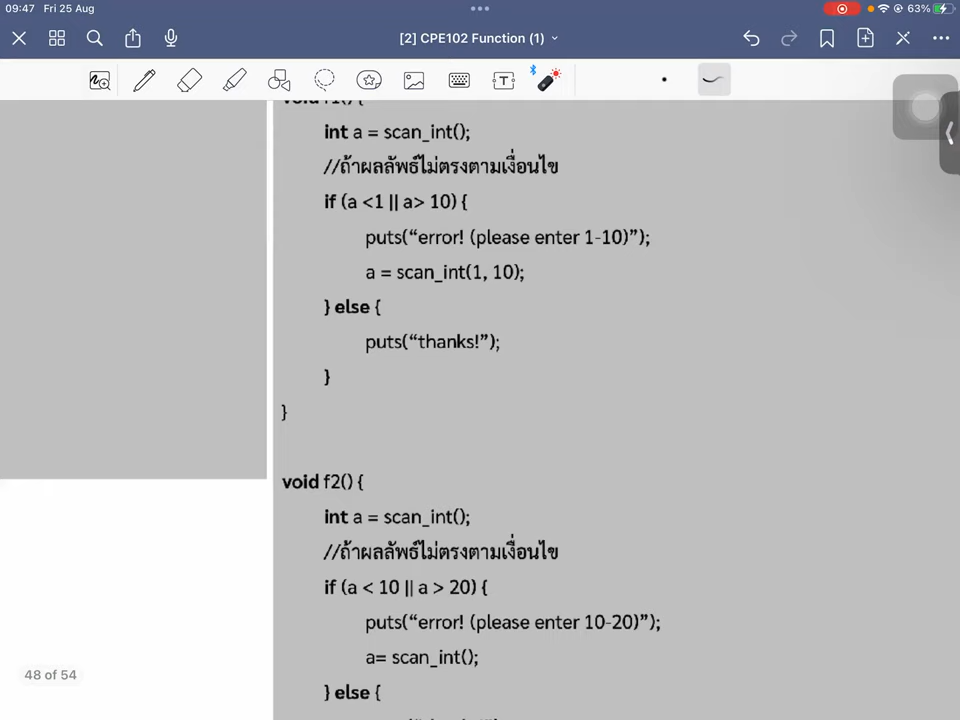 09:47 Fri 25 Aug
63%
[2] CPE102 Function (1)
void f1() {
int a = scan_int();
//ถ้าผลลัพธ์ไม่ตรงตามเงื่อนไข
if (a <1 || a> 10) {
puts(“error! (please enter 1-10)”);
a = scan_int(1, 10);
} else {
puts(“thanks!”);
}
}
void f2() {
int a = scan_int();
//ถ้าผลลัพธ์ไม่ตรงตามเงื่อนไข
if (a < 10 || a > 20) {
puts(“error! (please enter 10-20)”);
a= scan_int();
} else {
48 of 54